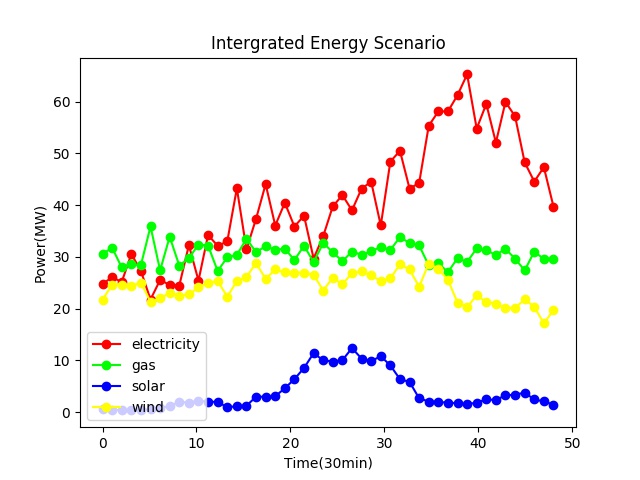 Intergrated Energy Scenario
Power(MW)
60
50
40
30
20
10
0
electricity
gas
solar
wind
0 10 20 30 40 50
Time(30min)